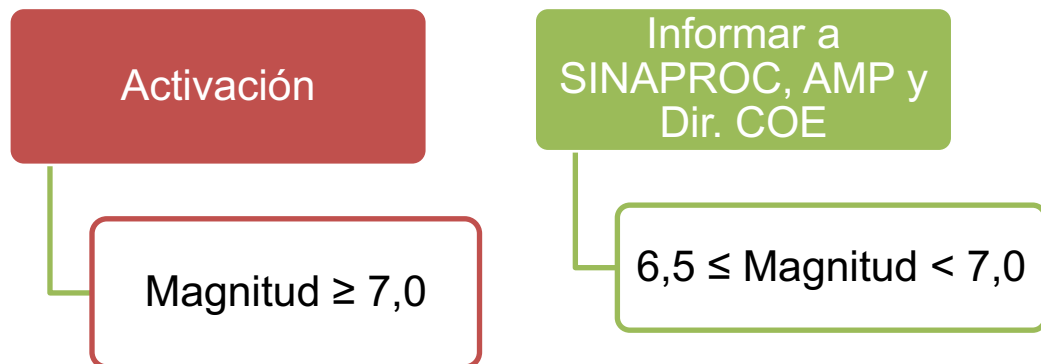 Activación
Magnitud ≥ 7,0
Informar a
SINAPROC, AMP y
Dir. COE
6,5 ≤ Magnitud < 7,0